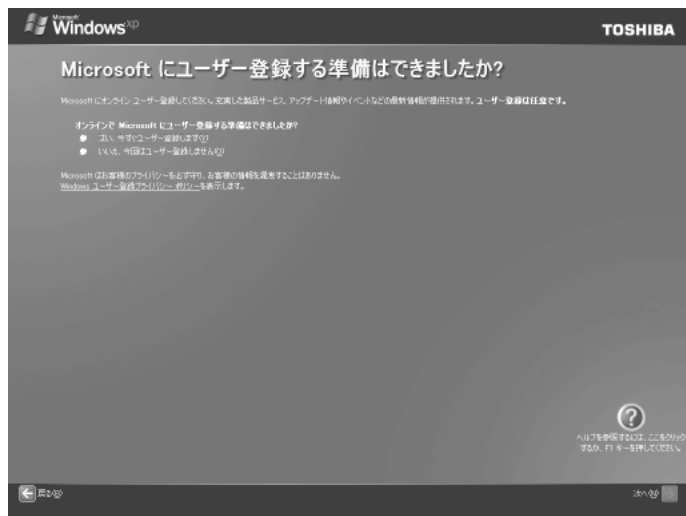 Microsoft
Windows xp
TOSHIBA
Microsoft にユーザー登録する準備はできましたか?
Microsoft にオンライン ユーザー登録してください。充実した製品サービス、アップデート情報やイベントなどの最新情報が提供されます。ユーザー登録は任意です。
オンラインで Microsoft にユーザー登録する準備はできましたか?
はい、今すぐユーザー登録します(Y)
いいえ、今回はユーザー登録しません(O)
Microsoft はお客様のプライバシーを必ず守り、お客様の情報を漏洩することはありません。
Windows ユーザー登録プライバシー ポリシーを表示します。
ヘルプを参照するには、ここをクリック
するか、F1 キーを押してください。
戻る(B)
次へ(N)